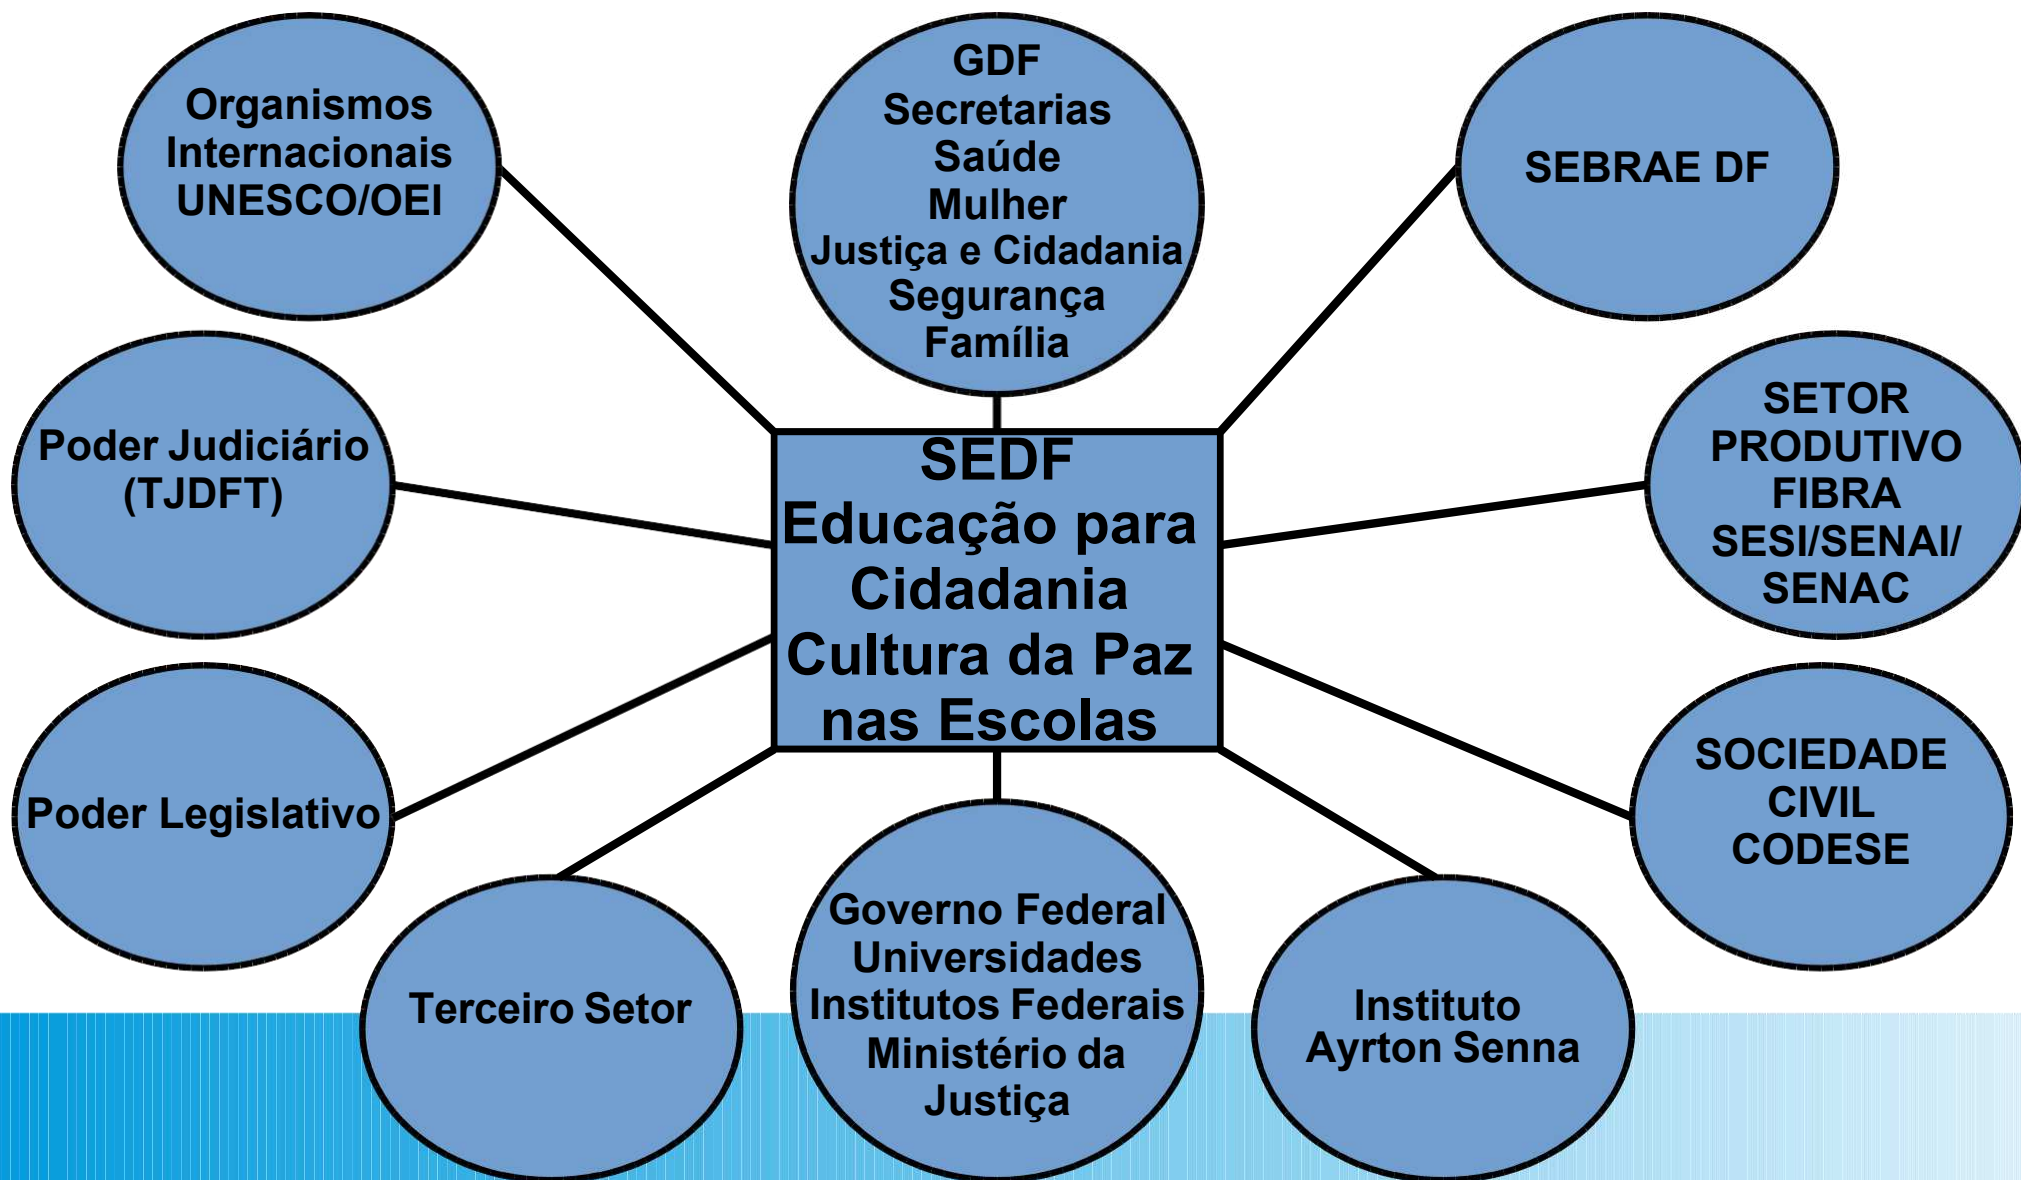 Organismos
Internacionais
UNESCO/OEI
GDF
Secretarias
Saúde
Mulher
Justiça e Cidadania
Segurança
Família
SEBRAE DF
Poder Judiciário
(TJDFT)
SEDF
Educação para
Cidadania
Cultura da Paz
nas Escolas
SETOR
PRODUTIVO
FIBRA
SESI/SENAI/
SENAC
Poder Legislativo
SOCIEDADE
CIVIL
CODESE
Terceiro Setor
Governo Federal
Universidades
Institutos Federais
Ministério da
Justiça
Instituto
Ayrton Senna